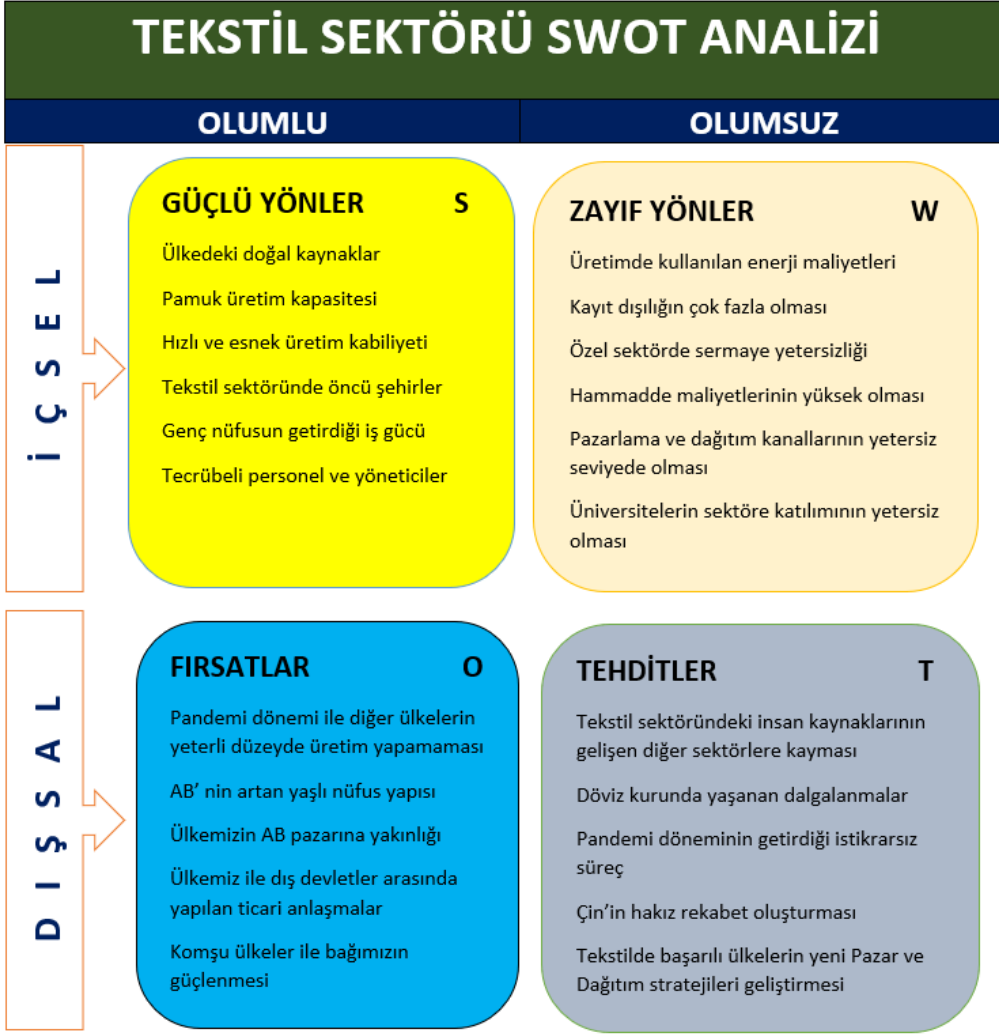 TEKSTİL SEKTÖRÜ SWOT ANALİZİ
OLUMLU
OLUMSUZ
İÇSEL
GÜÇLÜ YÖNLER S
Ülkedeki doğal kaynaklar
Pamuk üretim kapasitesi
Hızlı ve esnek üretim kabiliyeti
Tekstil sektöründe öncü şehirler
Genç nüfusun getirdiği iş gücü
Tecrübeli personel ve yöneticiler
ZAYIF YÖNLER W
Üretimde kullanılan enerji maliyetleri
Kayıt dışılığın çok fazla olması
Özel sektörde sermaye yetersizliği
Hammadde maliyetlerinin yüksek olması
Pazarlama ve dağıtım kanallarının yetersiz
seviyede olması
Üniversitelerin sektöre katılımının yetersiz
olması
DIŞSAL
FIRSATLAR O
Pandemi dönemi ile diğer ülkelerin
yeterli düzeyde üretim yapamaması
AB' nin artan yaşlı nüfus yapısı
Ülkemizin AB pazarına yakınlığı
Ülkemiz ile dış devletler arasında
yapılan ticari anlaşmalar
Komşu ülkeler ile bağımızın
güçlenmesi
TEHDİTLER T
Tekstil sektöründeki insan kaynaklarının
gelişen diğer sektörlere kayması
Döviz kurunda yaşanan dalgalanmalar
Pandemi döneminin getirdiği istikrarsız
süreç
Çin'in hakız rekabet oluşturması
Tekstilde başarılı ülkelerin yeni Pazar ve
Dağıtım stratejileri geliştirmesi